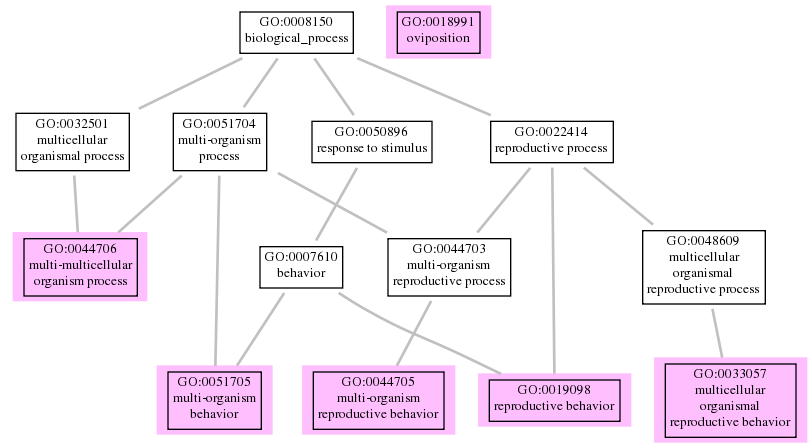 GO:0008150
biological_process
GO:0018991
oviposition
GO:0032501
multicellular
organismal process
GO:0051704
multi-organism
process
GO:0050896
response to stimulus
GO:0022414
reproductive process
GO:0044706
multi-multicellular
organism process
GO:0007610
behavior
GO:0044703
multi-organism
reproductive process
GO:0048609
multicellular
organismal
reproductive process
GO:0051705
multi-organism
behavior
GO:0044705
multi-organism
reproductive behavior
GO:0019098
reproductive behavior
GO:0033057
multicellular
organismal
reproductive behavior